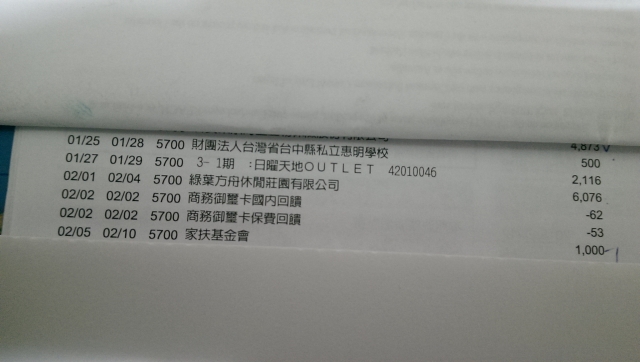 4,873
01/25 01/28 5700 財團法人台灣省台中縣私立惠明學校 500
01/27 01/29 5700 3-1期 :日曜天地OUTLET 42010046 2,116
02/01 02/04 5700 綠葉方舟休閒莊園有限公司 6,076
02/02 02/02 5700 商務御璽卡國內回饋 -62
02/02 02/02 5700 商務御璽卡保費回饋 -53
02/05 02/10 5700 家扶基金會 1,000